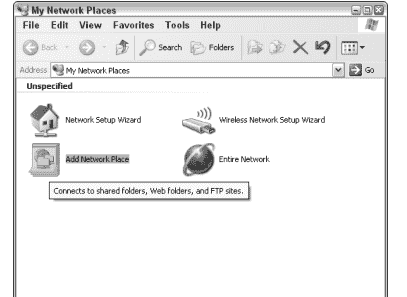 My Network Places
File Edit View Favorites Tools Help
Back Search Folders
Address My Network Places Go
Unspecified
Network Setup Wizard Wireless Network Setup Wizard
Add Network Place Entire Network
Connects to shared folders, Web folders, and FTP sites.